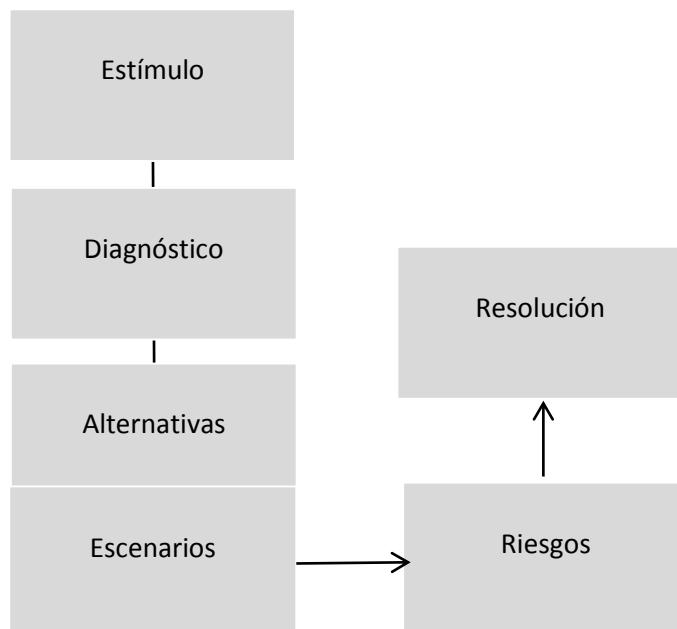 Estímulo
Diagnóstico
Alternativas
Escenarios
Riesgos
Resolución